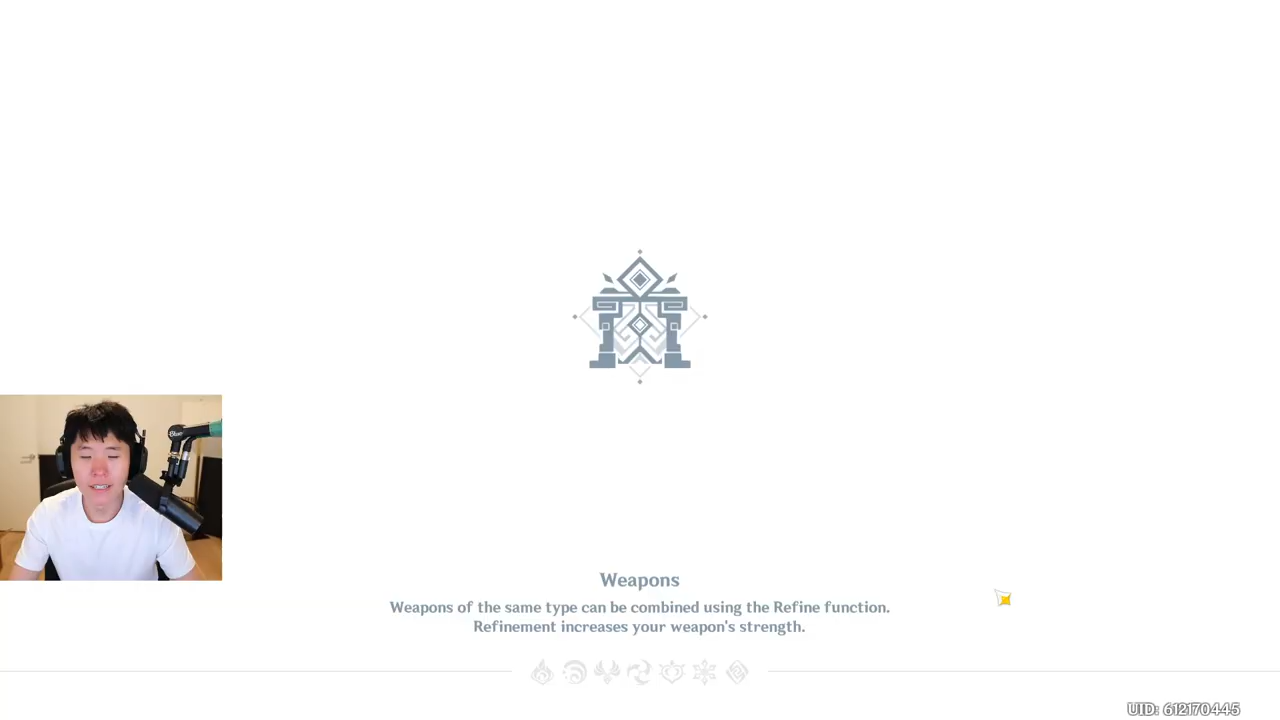 Weapons
Weapons of the same type can be combined using the Refine function.
Refinement increases your weapon's strength.
UID: 612170445